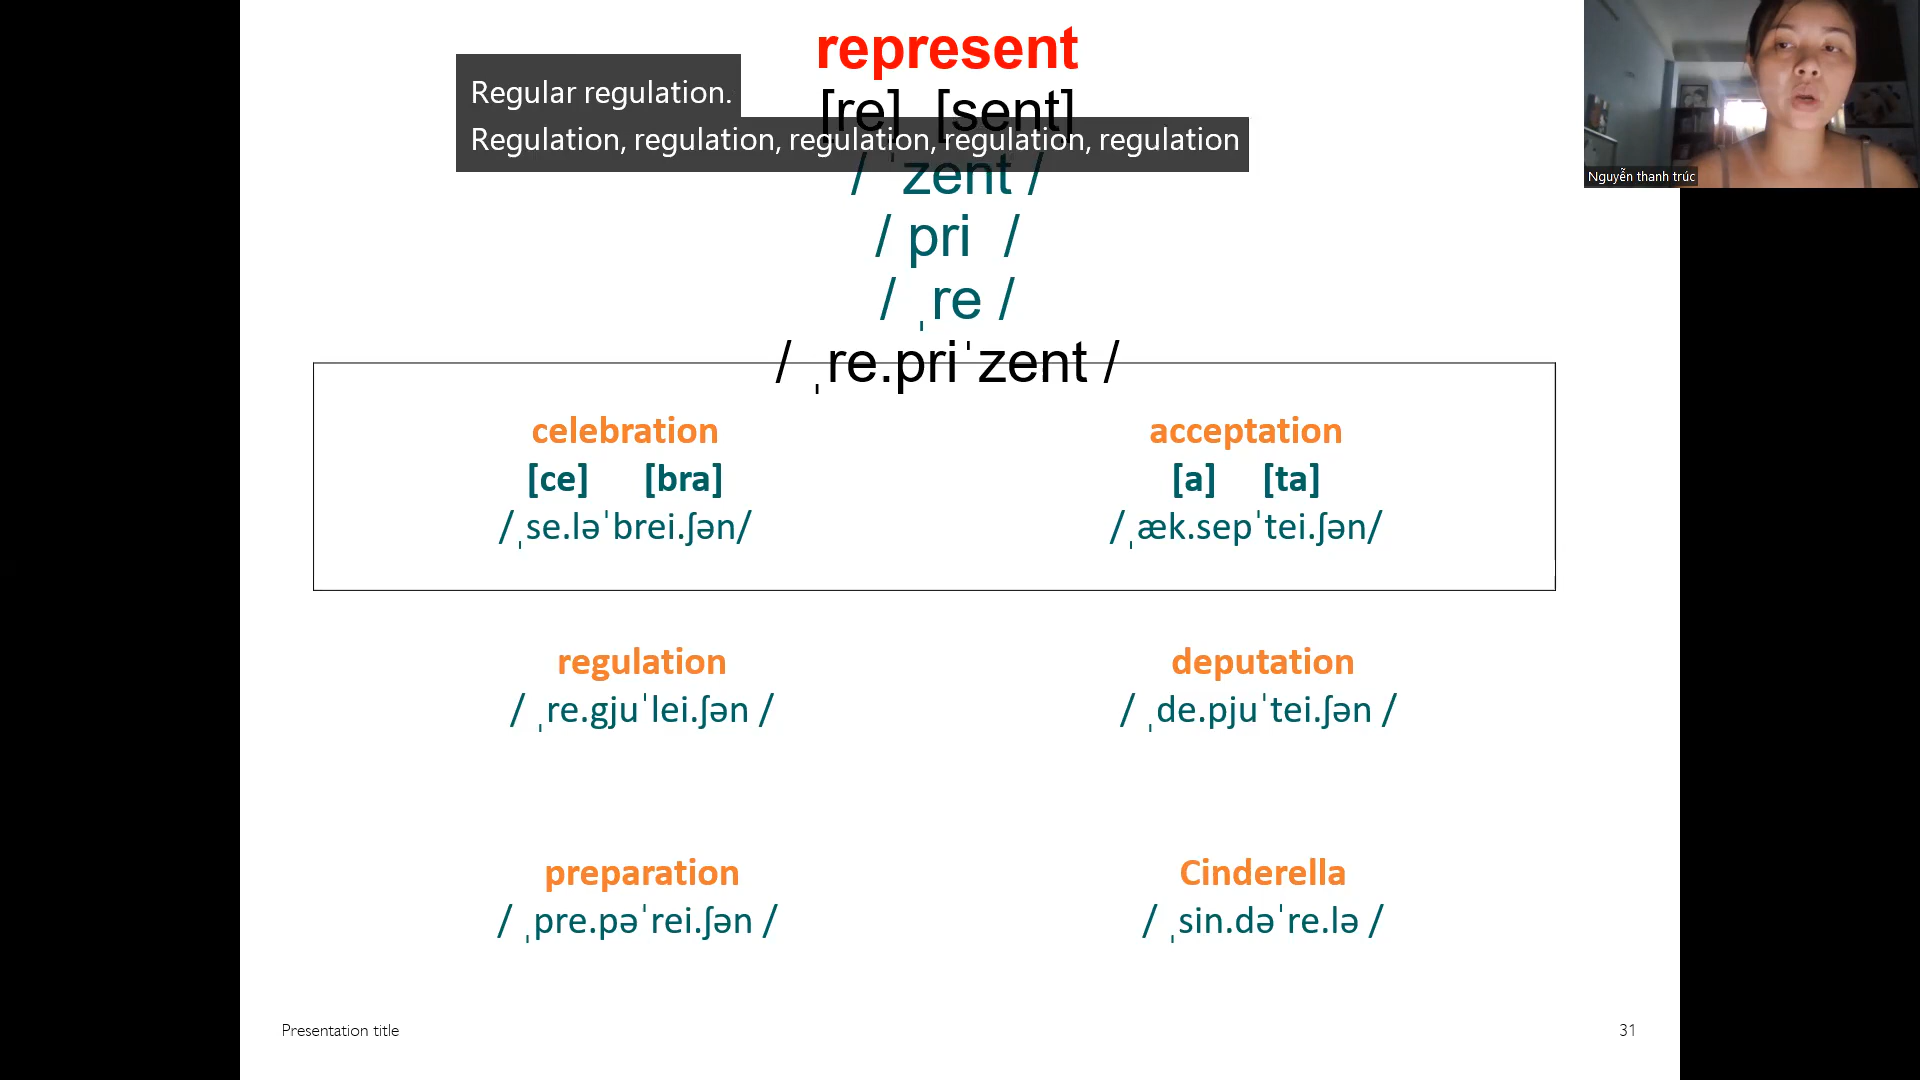 represent
[re] [sent]
Regular regulation.
Regulation, regulation, regulation, regulation, regulation
/ ˈzent /
/ pri /
/ ˌre /
/ ˌre.priˈzent /
Nguyễn thanh trúc
celebration
[ce] [bra]
/ˌse.ləˈbrei.ʃən/
acceptation
[a] [ta]
/ˌæk.sepˈtei.ʃən/
regulation
/ ˌre.gjuˈlei.ʃən /
deputation
/ ˌde.pjuˈtei.ʃən /
preparation
/ ˌpre.pəˈrei.ʃən /
Cinderella
/ ˌsin.dəˈre.lə /
Presentation title
31